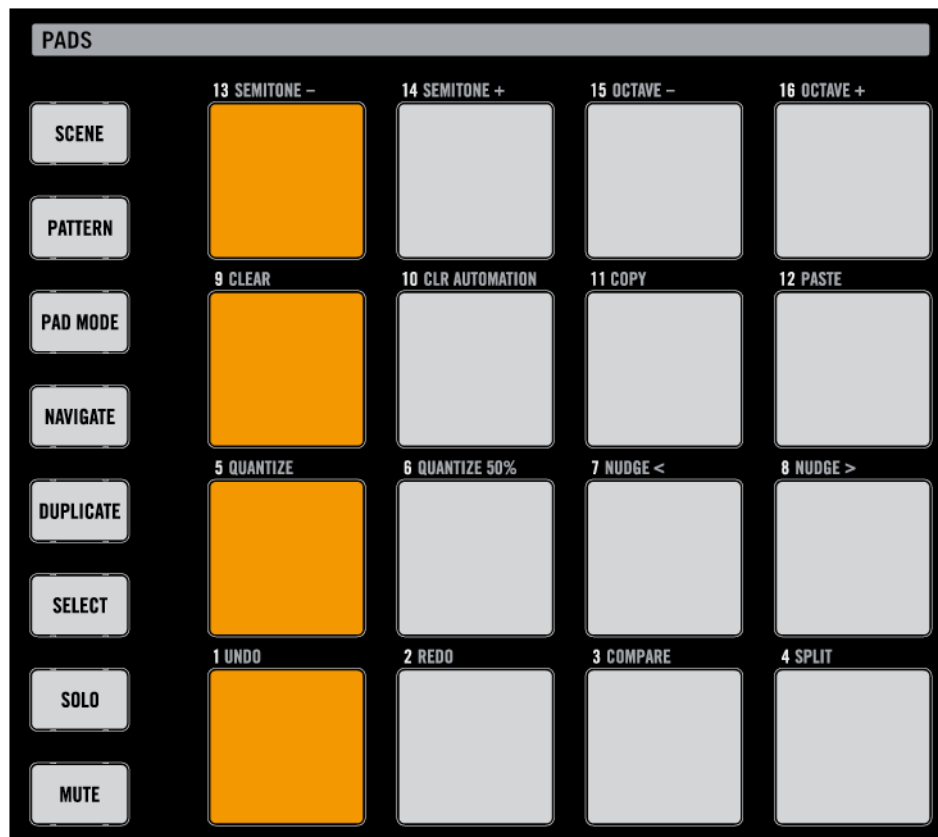 PADS
13 SEMITONE –
14 SEMITONE +
15 OCTAVE –
16 OCTAVE +
SCENE
PATTERN
9 CLEAR
10 CLR AUTOMATION
11 COPY
12 PASTE
PAD MODE
NAVIGATE
5 QUANTIZE
6 QUANTIZE 50%
7 NUDGE <
8 NUDGE >
DUPLICATE
SELECT
1 UNDO
2 REDO
3 COMPARE
4 SPLIT
SOLO
MUTE